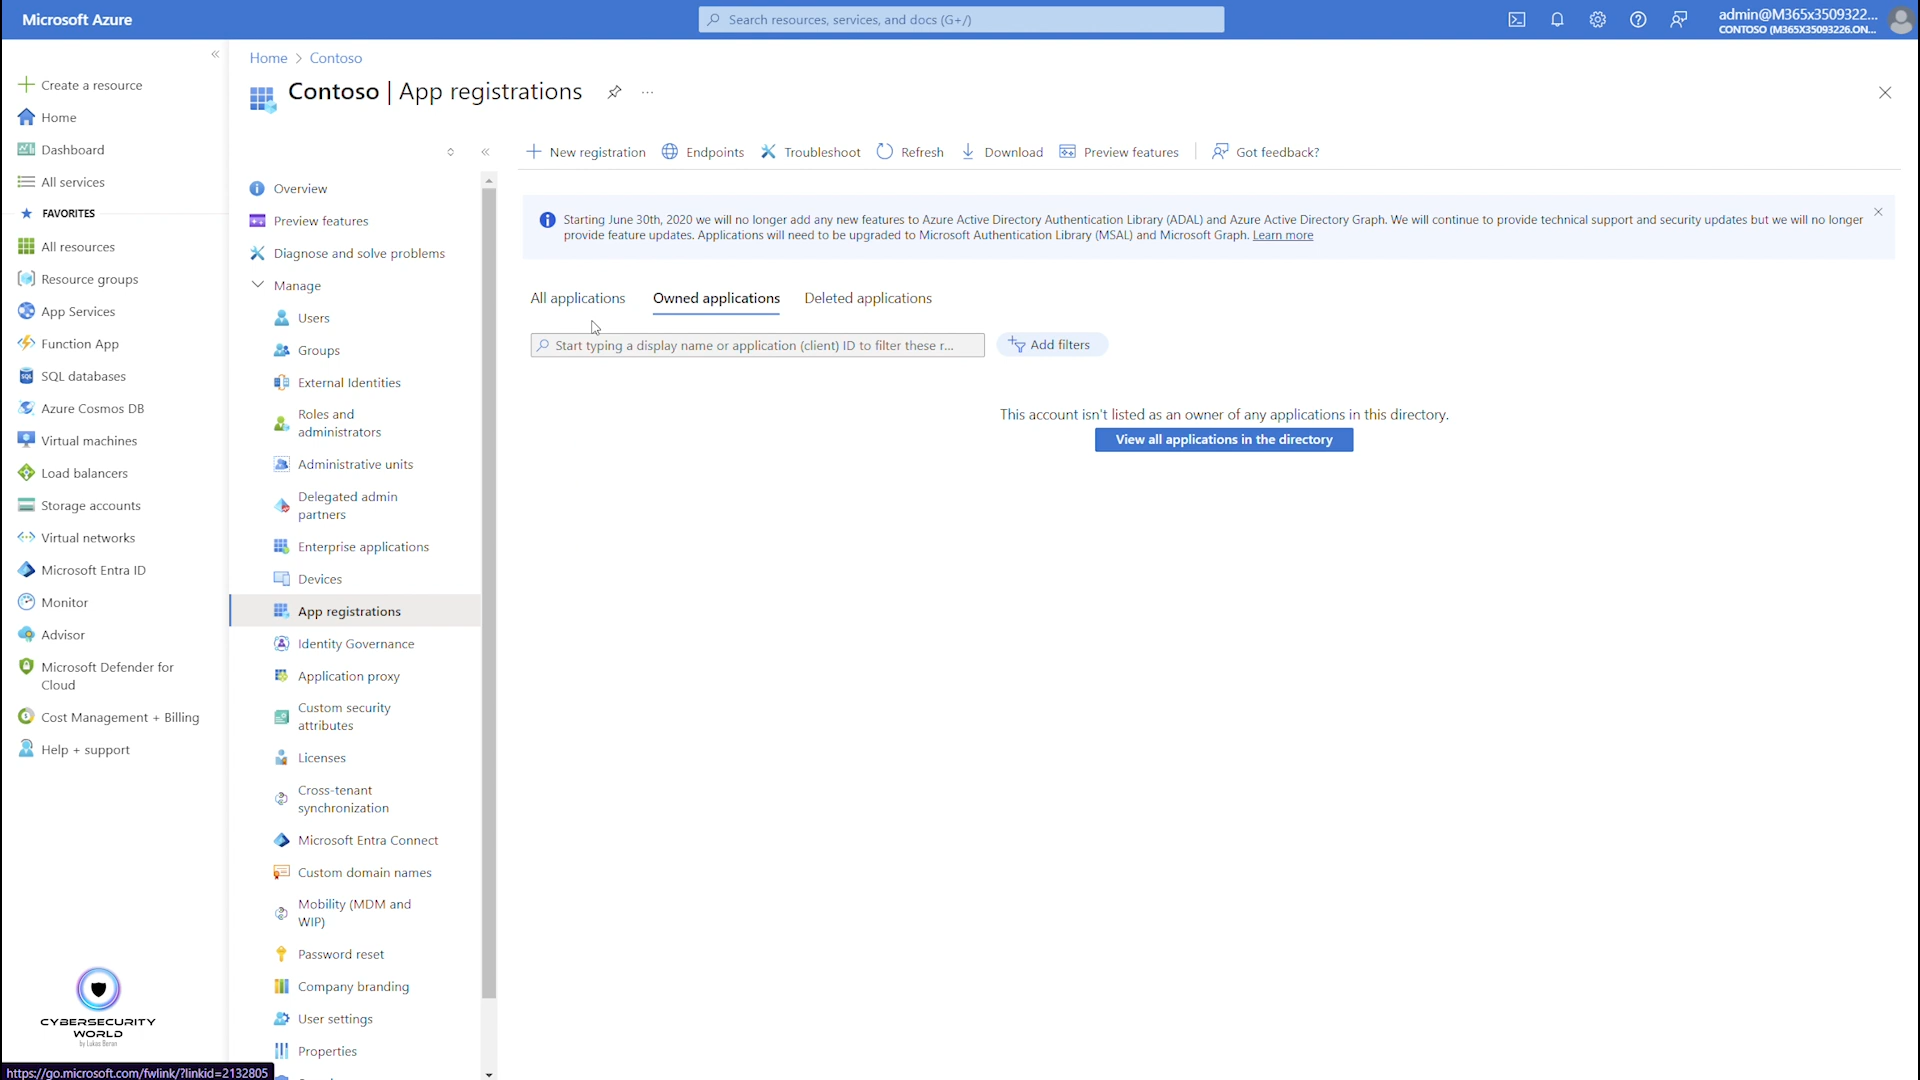 Microsoft Azure
Search resources, services, and docs (G+/)
admin@M365x3509322...
CONTOSO (M365X35093226.ON...
Create a resource
Home
Dashboard
All services
FAVORITES
All resources
Resource groups
App Services
Function App
SQL databases
Azure Cosmos DB
Virtual machines
Load balancers
Storage accounts
Virtual networks
Microsoft Entra ID
Monitor
Advisor
Microsoft Defender for
Cloud
Cost Management + Billing
Help + support
CYBERSECURITY
WORLD
by Lukas Beran
https://go.microsoft.com/fwlink/?linkid=2132805
Home > Contoso
Contoso | App registrations
Overview
Preview features
Diagnose and solve problems
Manage
Users
Groups
External Identities
Roles and
administrators
Administrative units
Delegated admin
partners
Enterprise applications
Devices
App registrations
Identity Governance
Application proxy
Custom security
attributes
Licenses
Cross-tenant
synchronization
Microsoft Entra Connect
Custom domain names
Mobility (MDM and
WIP)
Password reset
Company branding
User settings
Properties
New registration Endpoints Troubleshoot Refresh Download Preview features Got feedback?
Starting June 30th, 2020 we will no longer add any new features to Azure Active Directory Authentication Library (ADAL) and Azure Active Directory Graph. We will continue to provide technical support and security updates but we will no longer
provide feature updates. Applications will need to be upgraded to Microsoft Authentication Library (MSAL) and Microsoft Graph. Learn more
All applications Owned applications Deleted applications
Start typing a display name or application (client) ID to filter these r...
Add filters
This account isn't listed as an owner of any applications in this directory.
View all applications in the directory